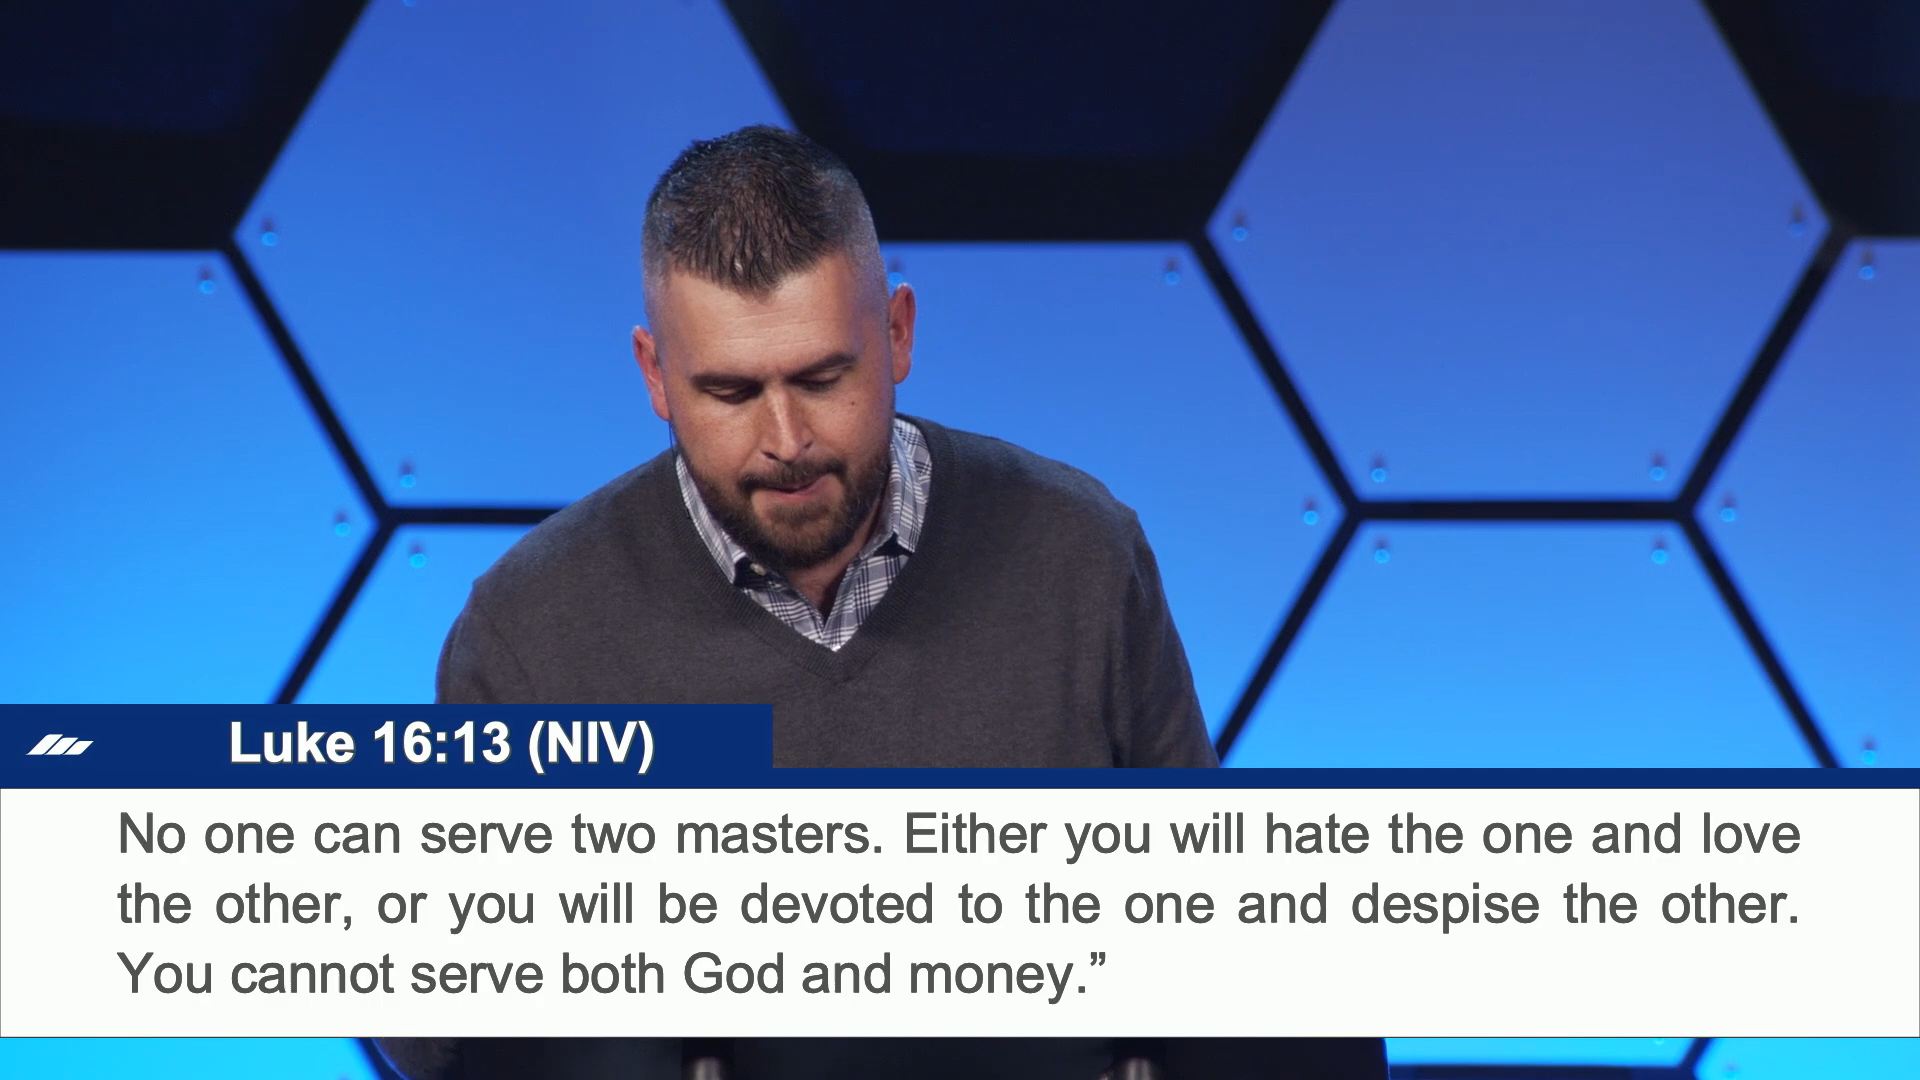 Luke 16:13 (NIV)
No one can serve two masters. Either you will hate the one and love
the other, or you will be devoted to the one and despise the other.
You cannot serve both God and money.”